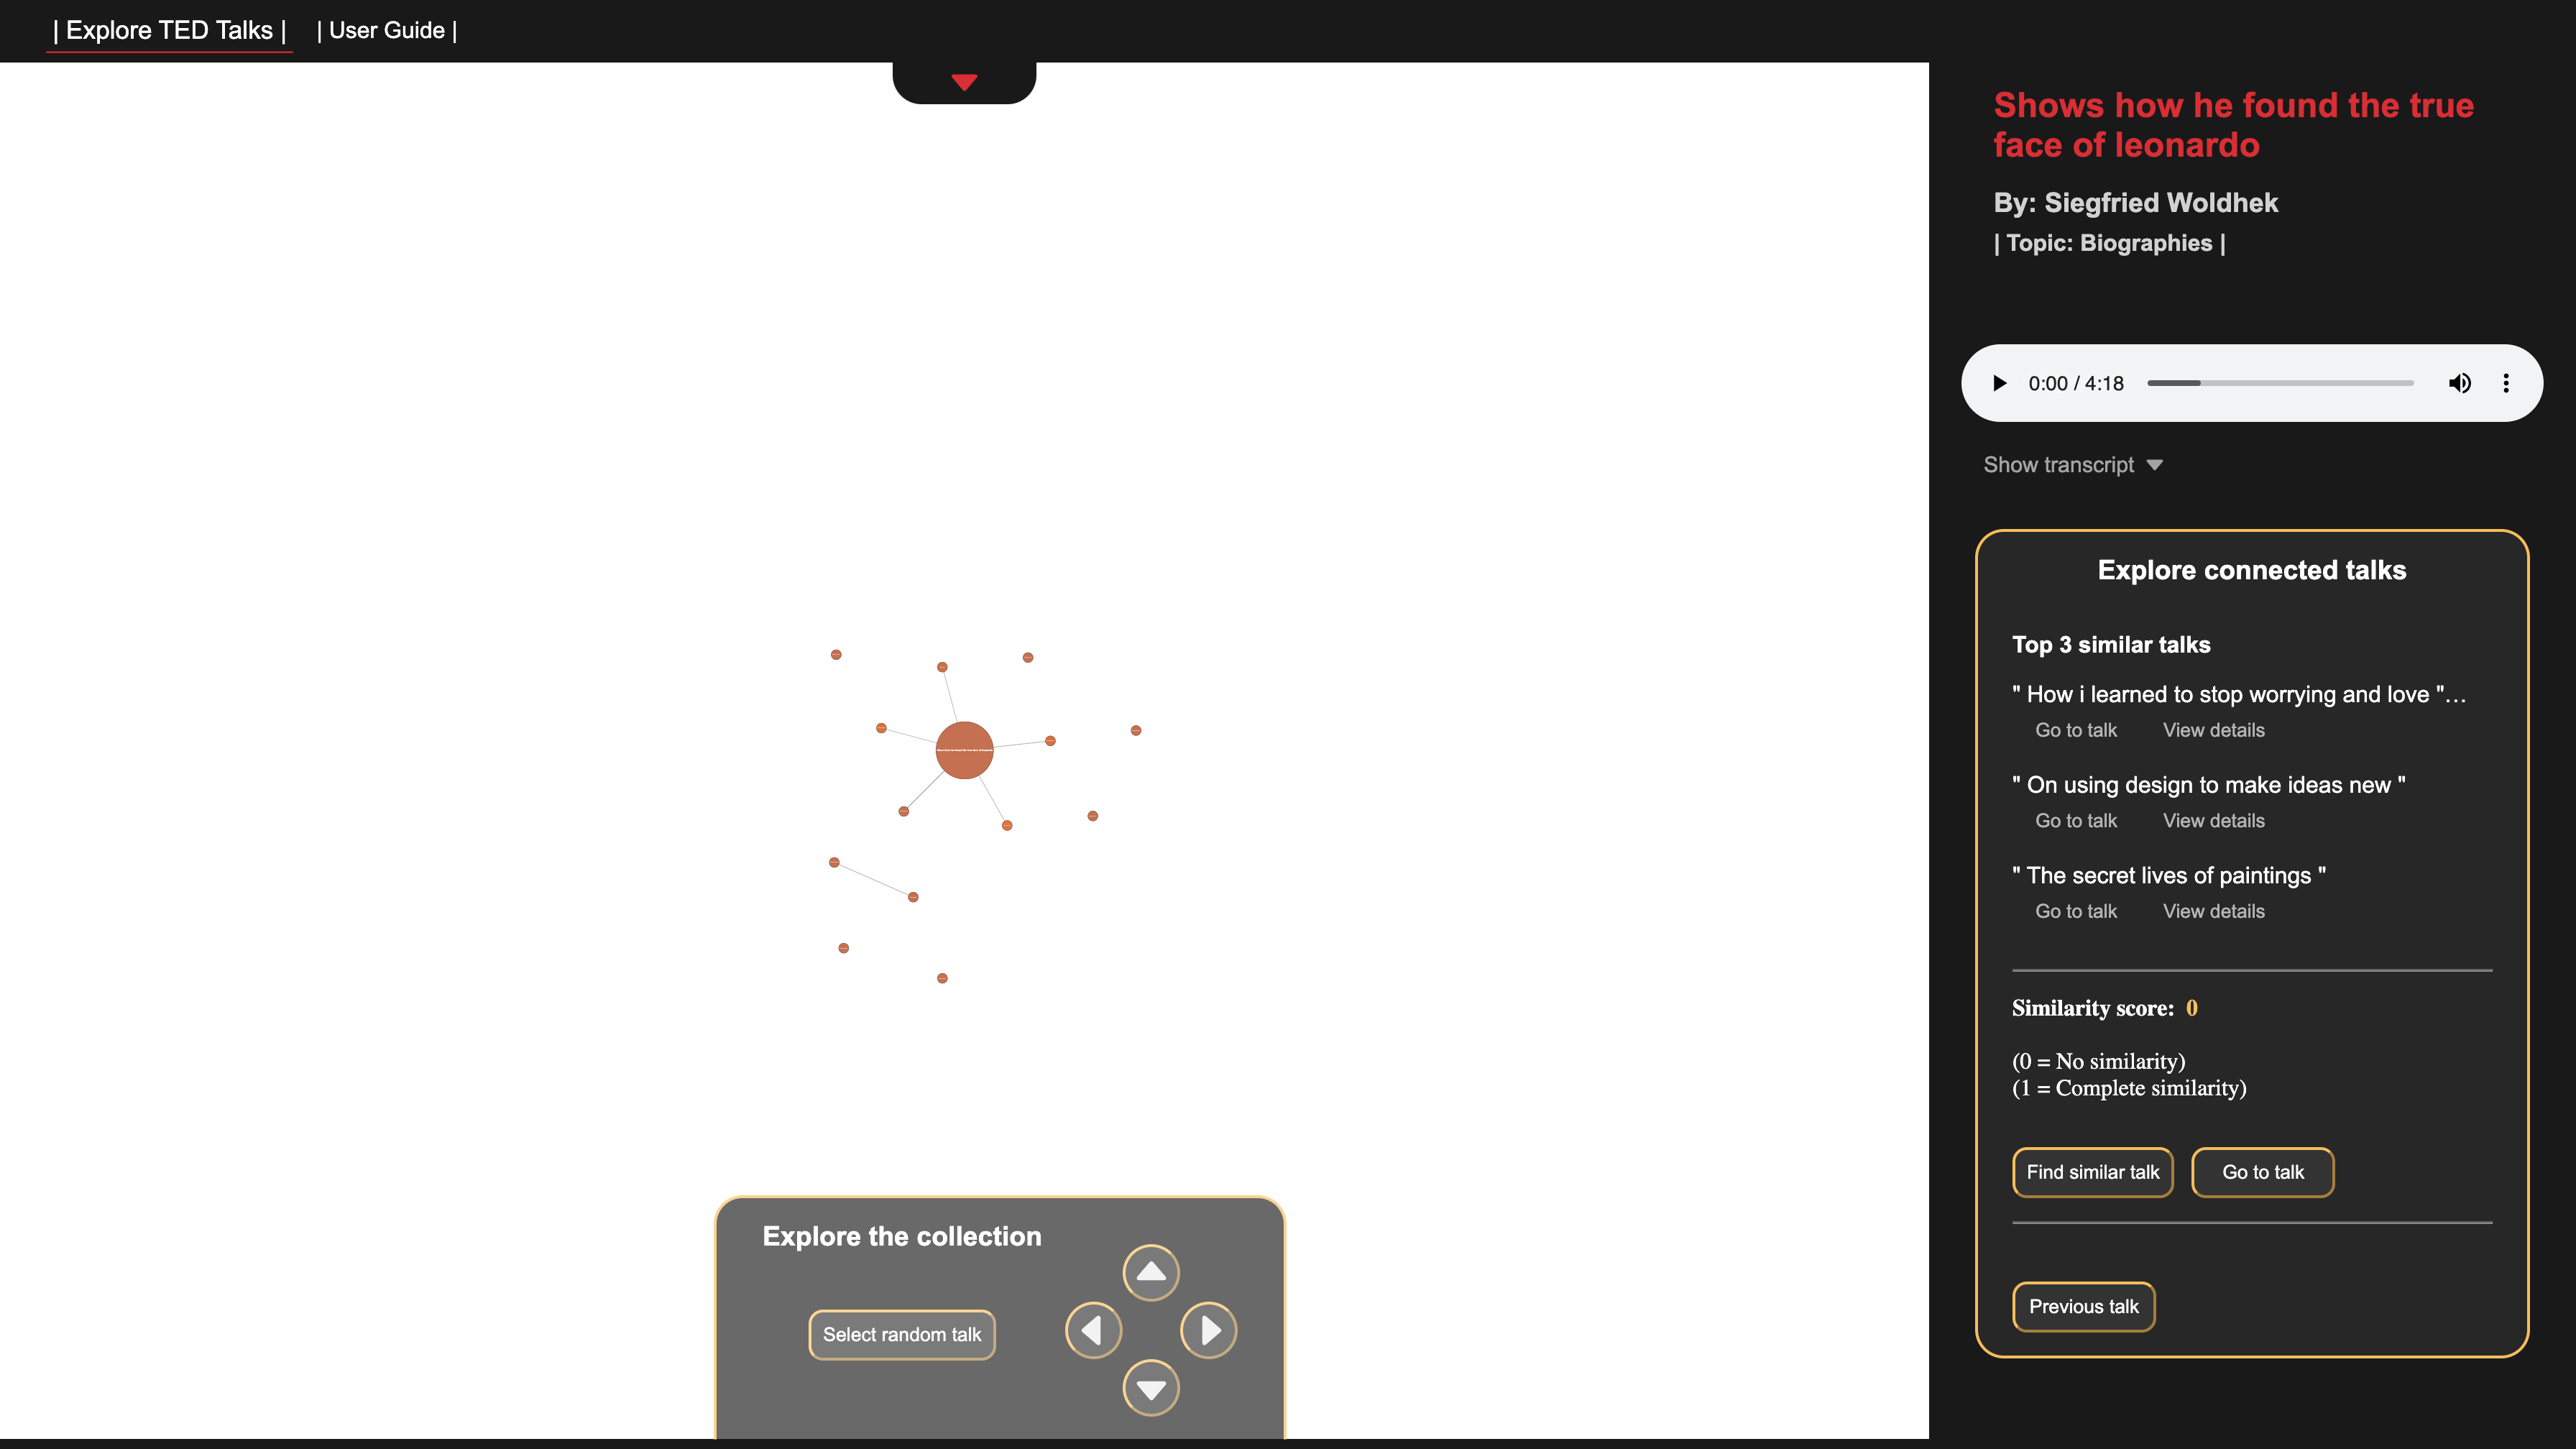 | Explore TED Talks |
| User Guide |
Shows how he found the true
face of leonardo
By: Siegfried Woldhek
| Topic: Biographies |
0:00 / 4:18
Show transcript
Explore connected talks
Top 3 similar talks
" How i learned to stop worrying and love "…
Go to talk
View details
" On using design to make ideas new "
Go to talk
View details
" The secret lives of paintings "
Go to talk
View details
Similarity score: 0
(0 = No similarity)
(1 = Complete similarity)
Find similar talk
Go to talk
Previous talk
Explore the collection
Select random talk